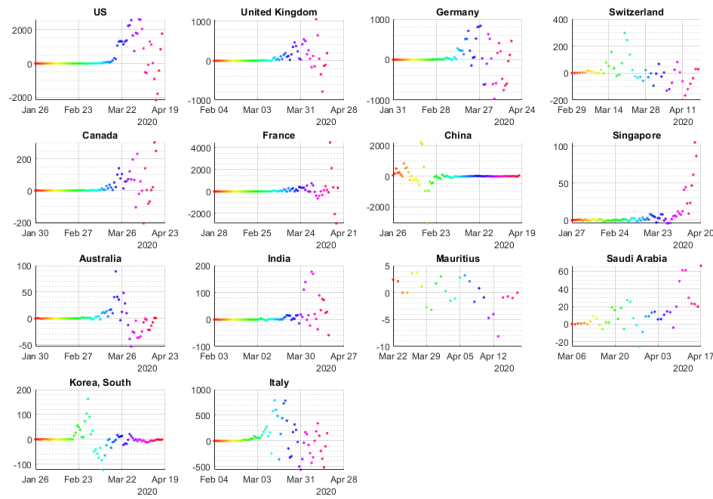 US
2000
0
-2000
Jan 26 Feb 23 Mar 22 Apr 19
2020
United Kingdom
1000
0
-1000
Feb 04 Mar 03 Mar 31 Apr 28
2020
Germany
1000
0
-1000
Jan 31 Feb 28 Mar 27 Apr 24
2020
Switzerland
400
200
0
-200
Feb 29 Mar 14 Mar 28 Apr 11
2020
Canada
200
0
-200
Jan 30 Feb 27 Mar 26 Apr 23
2020
France
4000
2000
0
-2000
Jan 28 Feb 25 Mar 24 Apr 21
2020
China
2000
0
-2000
Jan 26 Feb 23 Mar 22 Apr 19
2020
Singapore
100
50
0
Jan 27 Feb 24 Mar 23 Apr 20
2020
Australia
100
50
0
-50
Jan 30 Feb 27 Mar 26 Apr 23
2020
India
200
100
0
-100
Feb 03 Mar 02 Mar 30 Apr 27
2020
Mauritius
5
0
-5
-10
Mar 22 Mar 29 Apr 05 Apr 12
2020
Saudi Arabia
60
40
20
0
-20
Mar 06 Mar 20 Apr 03 Apr 17
2020
Korea, South
200
100
0
-100
Jan 26 Feb 23 Mar 22 Apr 19
2020
Italy
1000
500
0
-500
Feb 04 Mar 03 Mar 31 Apr 28
2020